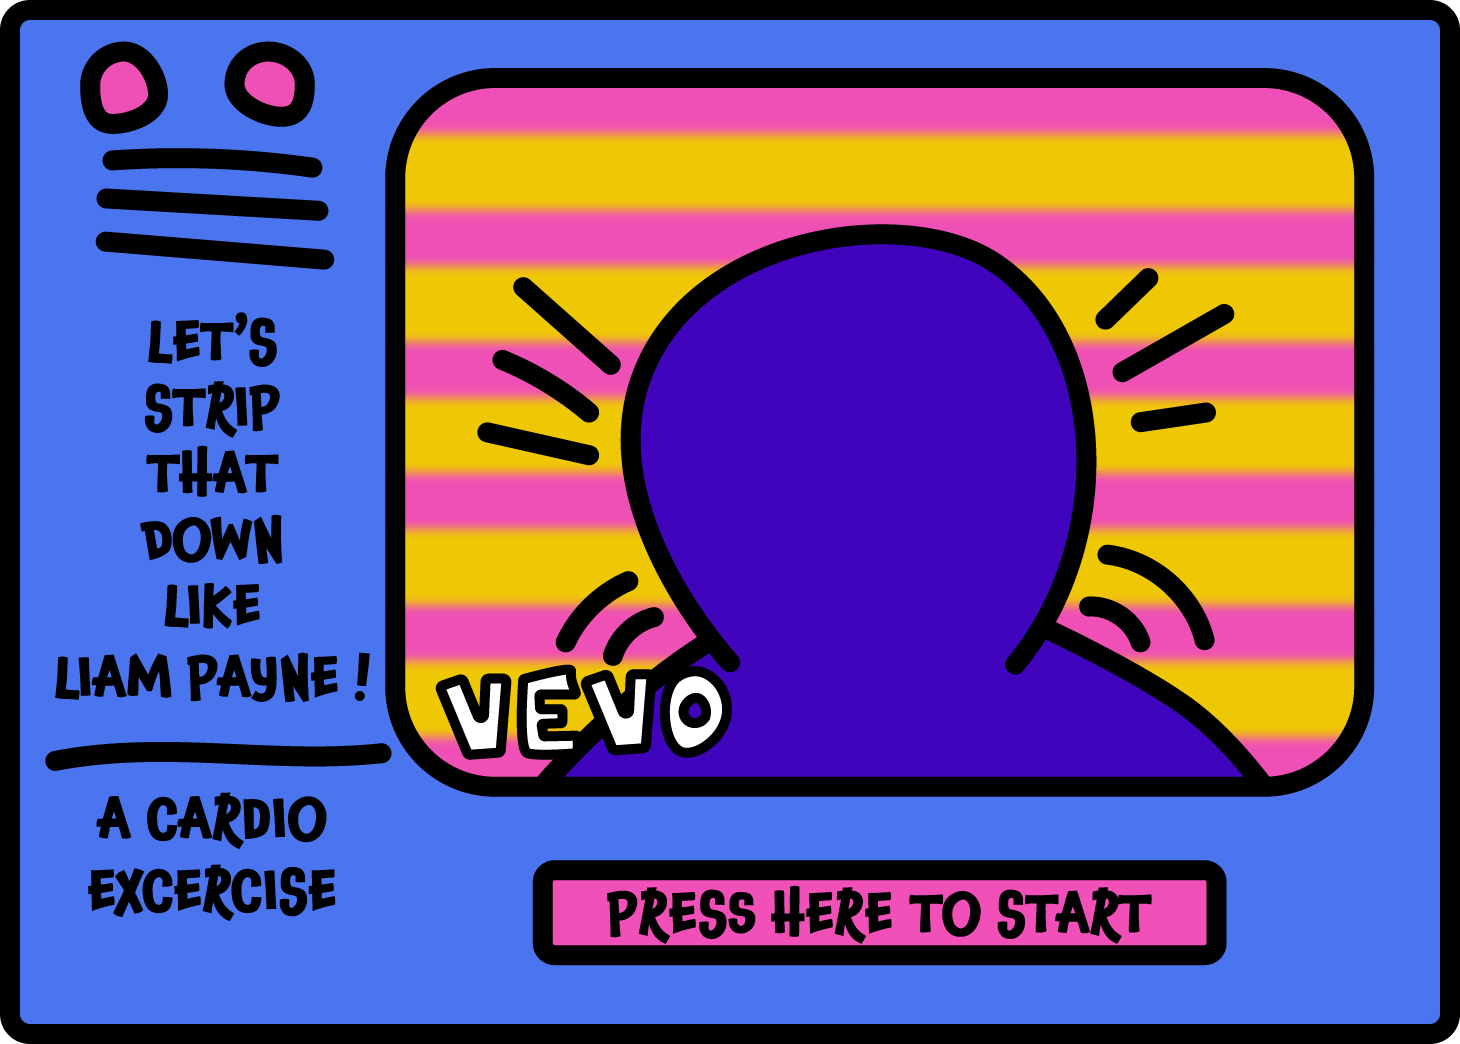 LET'S
STRIP
THAT
DOWN
LIKE
LIAM PAYNE !
A CARDIO
EXCERCISE
VEVO
PRESS HERE TO START